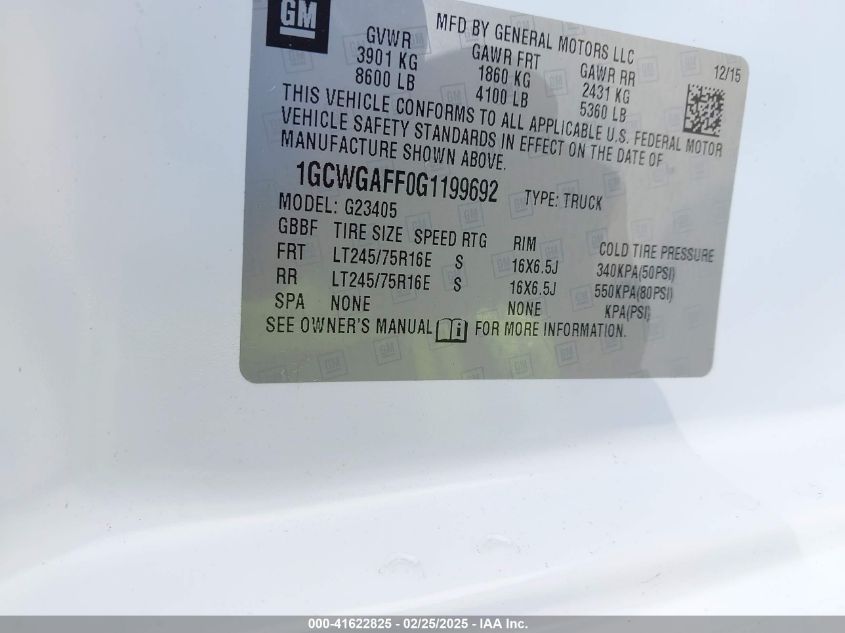 GM
MFD BY GENERAL MOTORS LLC
GVWR GAWR FRT GAWR RR 12/15
3901 KG 1860 KG 2431 KG
8600 LB 4100 LB 5360 LB
THIS VEHICLE CONFORMS TO ALL APPLICABLE U.S. FEDERAL MOTOR
VEHICLE SAFETY STANDARDS IN EFFECT ON THE DATE OF
MANUFACTURE SHOWN ABOVE.
1GCWGAFF0G1199692 TYPE: TRUCK
MODEL: G23405
GBBF TIRE SIZE SPEED RTG RIM COLD TIRE PRESSURE
FRT LT245/75R16E S 16X6.5J 340KPA(50PSI)
RR LT245/75R16E S 16X6.5J 550KPA(80PSI)
SPA NONE NONE KPA(PSI)
SEE OWNER'S MANUAL FOR MORE INFORMATION.
000-41622825 - 02/25/2025 - IAA Inc.